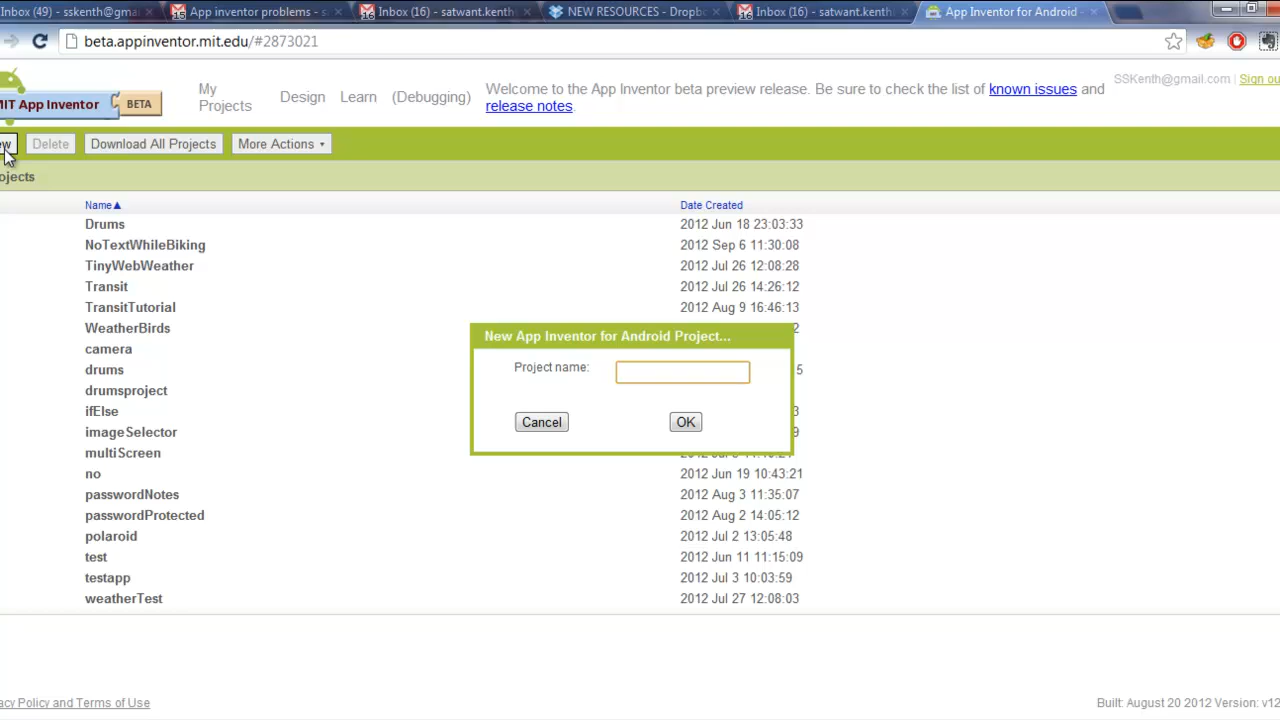 Inbox (49) - sskenth@gma
App inventor problems - s
Inbox (16) - satwant.kenth
NEW RESOURCES - Dropb
Inbox (16) - satwant.kenth
App Inventor for Android -
beta.appinventor.mit.edu/#2873021
MIT App Inventor BETA
My Projects
Design
Learn
(Debugging)
Welcome to the App Inventor beta preview release. Be sure to check the list of known issues and
release notes.
SSKenth@gmail.com | Sign ou
ew
Delete
Download All Projects
More Actions
ojects
Name Date Created
Drums 2012 Jun 18 23:03:33
NoTextWhileBiking 2012 Sep 6 11:30:08
TinyWebWeather 2012 Jul 26 12:08:28
Transit 2012 Jul 26 14:26:12
TransitTutorial 2012 Aug 9 16:46:13
WeatherBirds 2
camera
drums 5
drumsproject
ifElse 3
imageSelector 9
multiScreen
no 2012 Jun 19 10:43:21
passwordNotes 2012 Aug 3 11:35:07
passwordProtected 2012 Aug 2 14:05:12
polaroid 2012 Jul 2 13:05:48
test 2012 Jun 11 11:15:09
testapp 2012 Jul 3 10:03:59
weatherTest 2012 Jul 27 12:08:03
New App Inventor for Android Project...
Project name:
Cancel
OK
acy Policy and Terms of Use
Built: August 20 2012 Version: v12